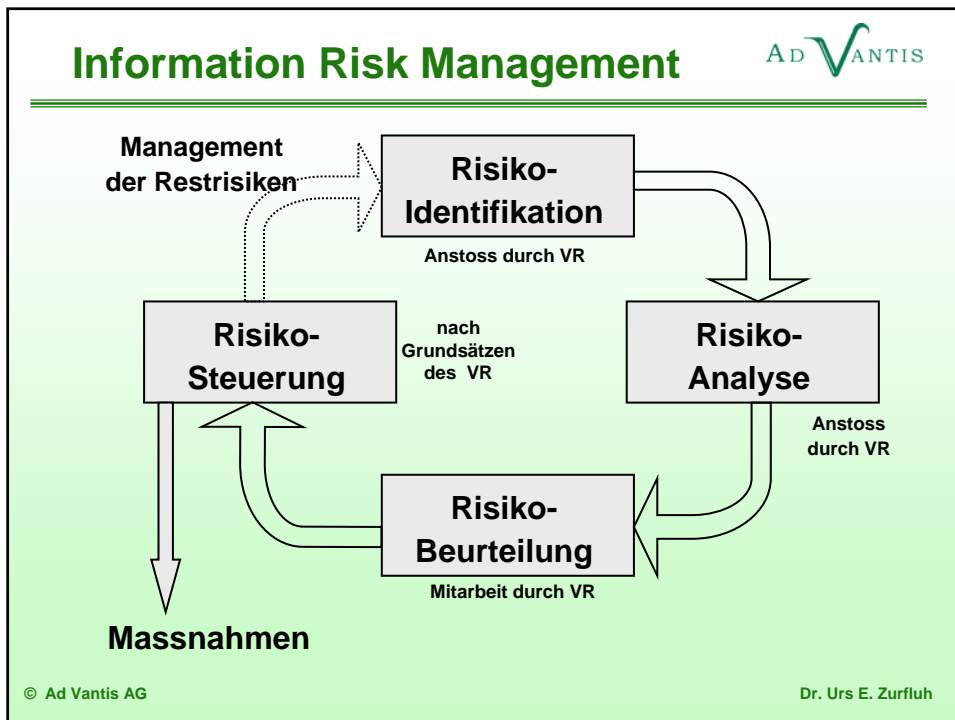 Information Risk Management
AD VANTIS
Management
der Restrisiken
Risiko-
Identifikation
Anstoss durch VR
Risiko-
Steuerung
nach
Grundsätzen
des VR
Risiko-
Analyse
Anstoss
durch VR
Risiko-
Beurteilung
Mitarbeit durch VR
Massnahmen
© Ad Vantis AG
Dr. Urs E. Zurfluh